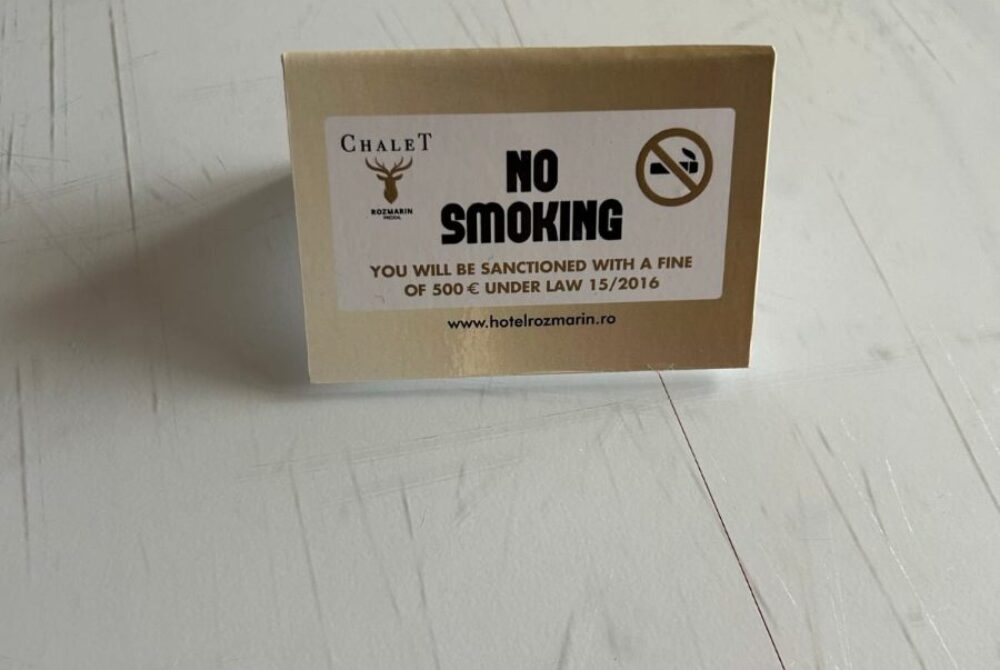 CHALET
ROZMARIN
PREDEAL
NO
SMOKING
YOU WILL BE SANCTIONED WITH A FINE
OF 500 € UNDER LAW 15/2016
www.hotelrozmarin.ro